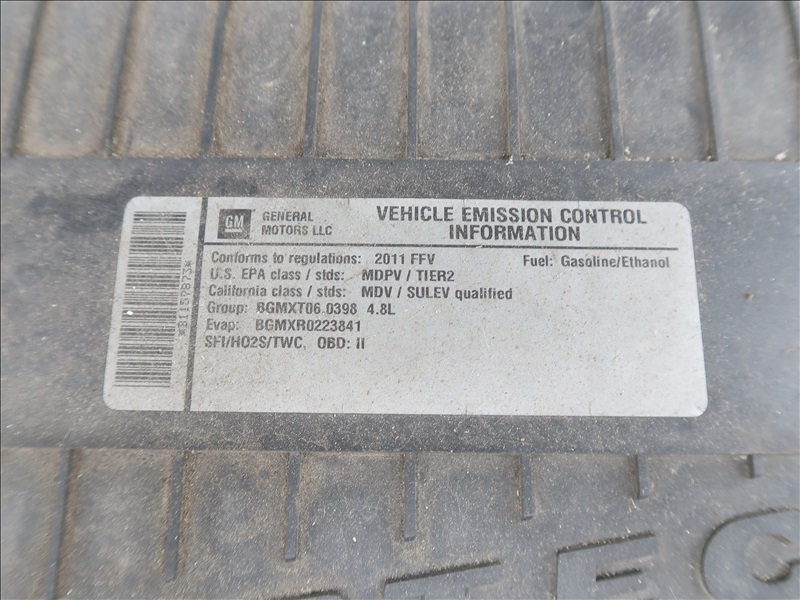 GM
GENERAL
MOTORS LLC
VEHICLE EMISSION CONTROL
INFORMATION
Conforms to regulations: 2011 FFV Fuel: Gasoline/Ethanol
U.S. EPA class / stds: MDPV / TIER2
California class / stds: MDV / SULEV qualified
Group: BGMXT06.0398 4.8L
Evap: BGMXR0223841
SFI/HO2S/TWC, OBD: II
TEC